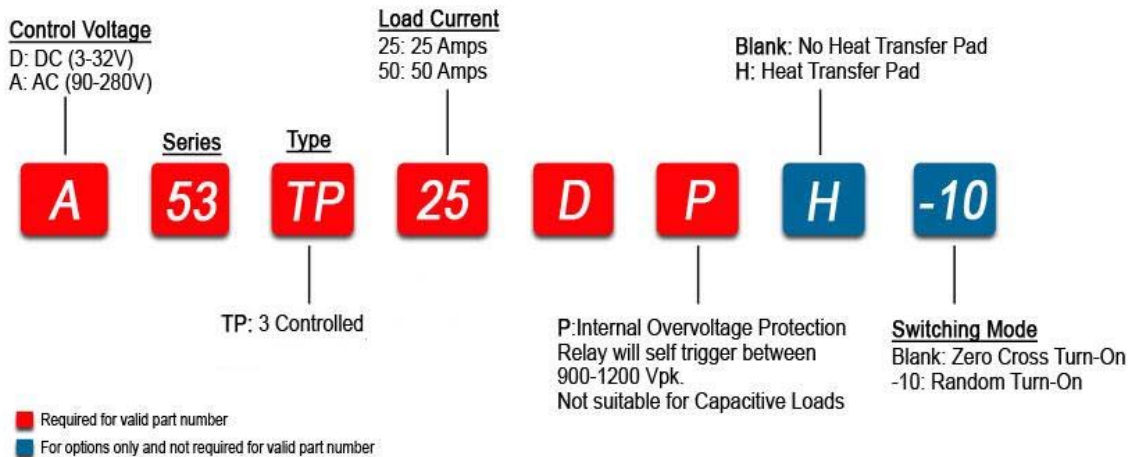 Control Voltage
D: DC (3-32V)
A: AC (90-280V)
Load Current
25: 25 Amps
50: 50 Amps
Blank: No Heat Transfer Pad
H: Heat Transfer Pad
Series
Type
A
53
TP
25
D
P
H
-10
TP: 3 Controlled
P:Internal Overvoltage Protection
Relay will self trigger between
900-1200 Vpk.
Not suitable for Capacitive Loads
Switching Mode
Blank: Zero Cross Turn-On
-10: Random Turn-On
Required for valid part number
For options only and not required for valid part number